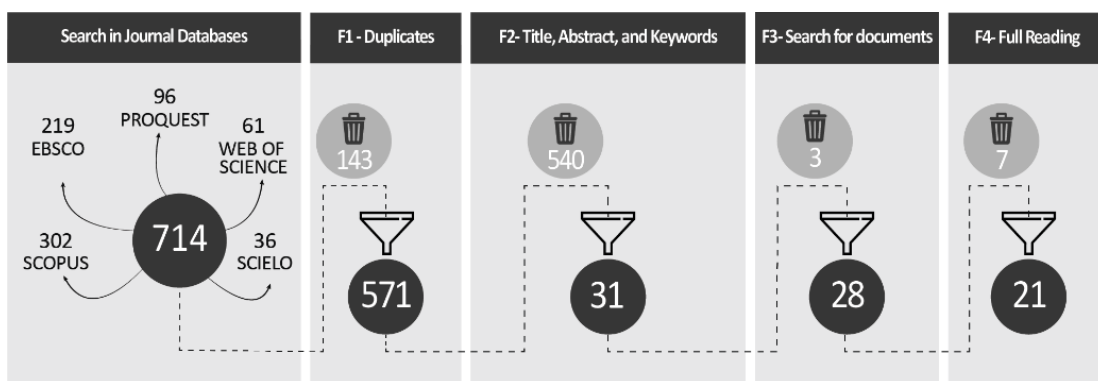 Search in Journal Databases
F1 - Duplicates
F2- Title, Abstract, and Keywords
F3- Search for documents
F4- Full Reading
96
PROQUEST
219
EBSCO
61
WEB OF
SCIENCE
302
SCOPUS
714
36
SCIELO
143
571
540
31
3
28
7
21